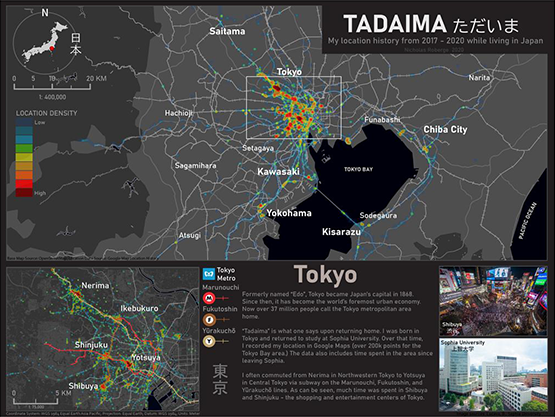 TADAIMA ただいま
My location history from 2017 - 2020 while living in Japan
N
日本
0 10 20 KM
1: 400,000
LOCATION DENSITY
Low
High
Saitama
Tokyo
Narita
Hachioji
Funabashi
Chiba City
Setagaya
Sagamihara
Kawasaki
TOKYO BAY
Yokohama
Sodegaura
Atsugi
Kisarazu
PACIFIC OCEAN
Nerima
Ikebukuro
Shinjuku
Yotsuya
Shibuya
0 5
KM
Tokyo
Metro
Marunouchi
M
Fukutoshin
F
Yūrakuchō
Y
東京
Tokyo
Formerly named "Edo", Tokyo became Japan's capital in 1868.
Since then, it has become the world's foremost urban economy.
Now over 37 million people call the Tokyo metropolitan area
home.
"Tadaima" is what one says upon returning home. I was born in
Tokyo and returned to study at Sophia University. Over that time,
I recorded my location in Google Maps (over 200k points for the
Tokyo Bay area.) The data also includes time spent in the area since
leaving Sophia.
I often commuted from Nerima in Northwestern Tokyo to Yotsuya
in Central Tokyo via subway on the Marunouchi, Fukutoshin, and
Yūrakuchō lines. As can be seen, much time was spent in Shibuya
and Shinjuku - the shopping and entertainment centers of Tokyo.
Shibuya
Sophia University
上智大学